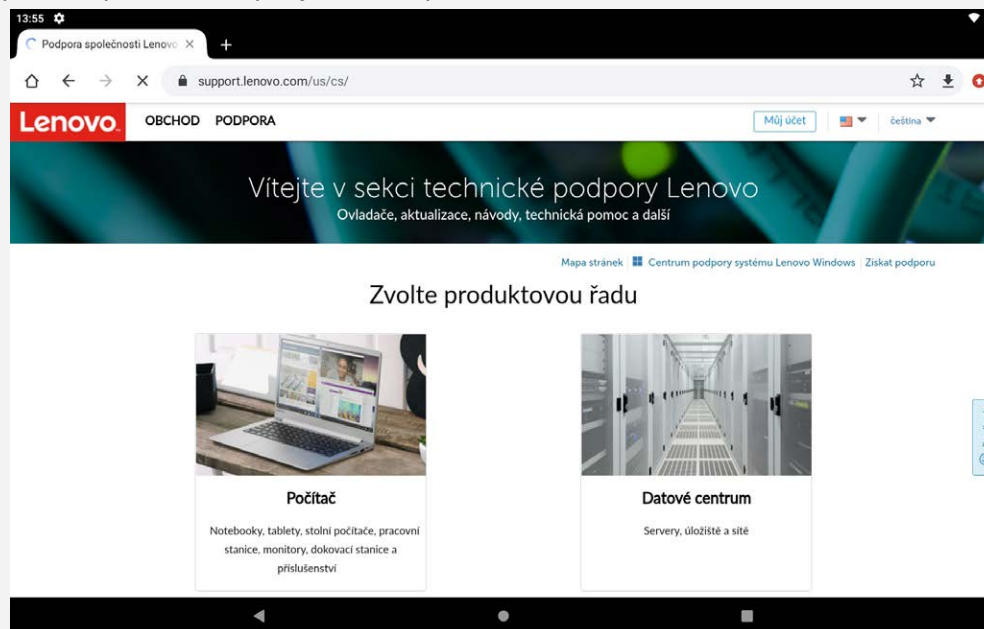 13:55
Podpora společnosti Lenovo
support.lenovo.com/us/cs/
Lenovo OBCHOD PODPORA Můj účet čeština
Vítejte v sekci technické podpory Lenovo
Ovladače, aktualizace, návody, technická pomoc a další
Mapa stránek Centrum podpory systému Lenovo Windows Získat podporu
Zvolte produktovou řadu
Počítač
Notebooky, tablety, stolní počítače, pracovní
stanice, monitory, dokovací stanice a
příslušenství
Datové centrum
Servery, úložiště a sítě